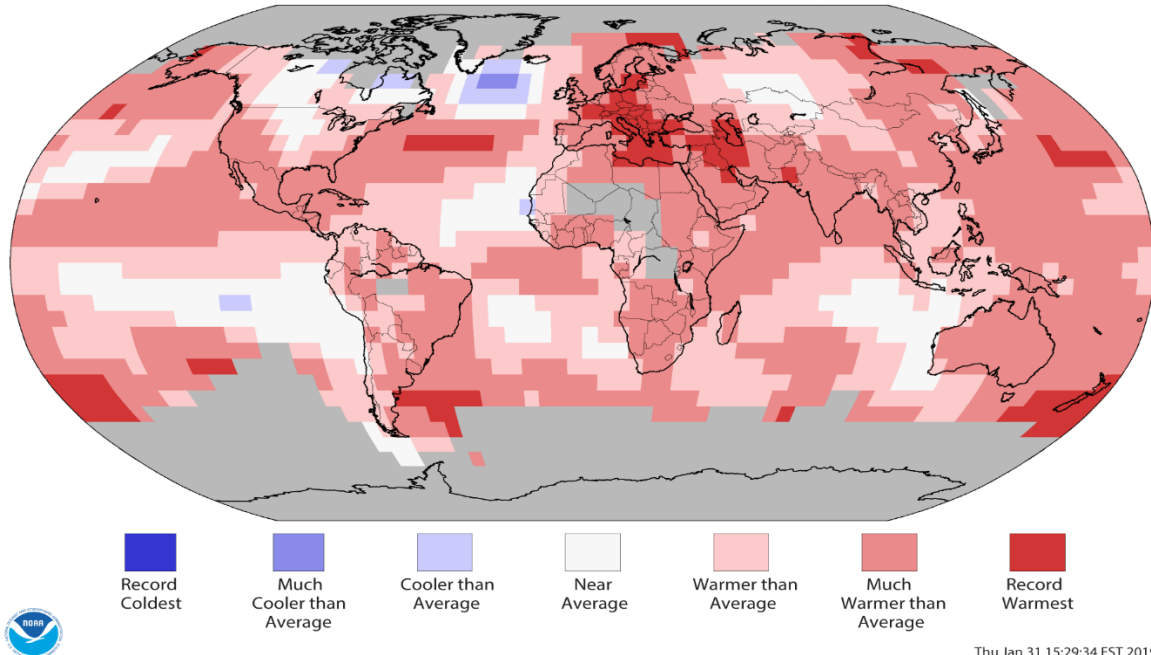 Record
Coldest
Much
Cooler than
Average
Cooler than
Average
Near
Average
Warmer than
Average
Much
Warmer than
Average
Record
Warmest
NOAA
Thu Jan 31 15:29:34 EST 2019